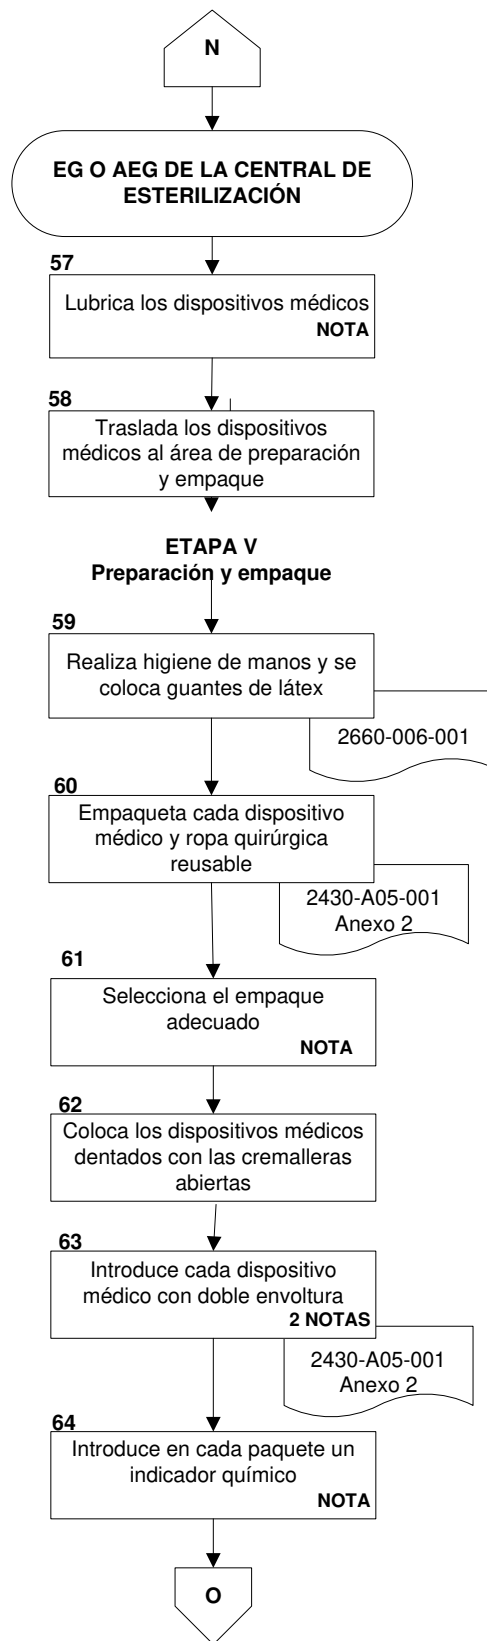 N
EG O AEG DE LA CENTRAL DE
ESTERILIZACIÓN
57
Lubrica los dispositivos médicos
NOTA
58
Traslada los dispositivos
médicos al área de preparación
y empaque
ETAPA V
Preparación y empaque
59
Realiza higiene de manos y se
coloca guantes de látex
2660-006-001
60
Empaqueta cada dispositivo
médico y ropa quirúrgica
reusable
2430-A05-001
Anexo 2
61
Selecciona el empaque
adecuado
NOTA
62
Coloca los dispositivos médicos
dentados con las cremalleras
abiertas
63
Introduce cada dispositivo
médico con doble envoltura
2 NOTAS
2430-A05-001
Anexo 2
64
Introduce en cada paquete un
indicador químico
NOTA
O